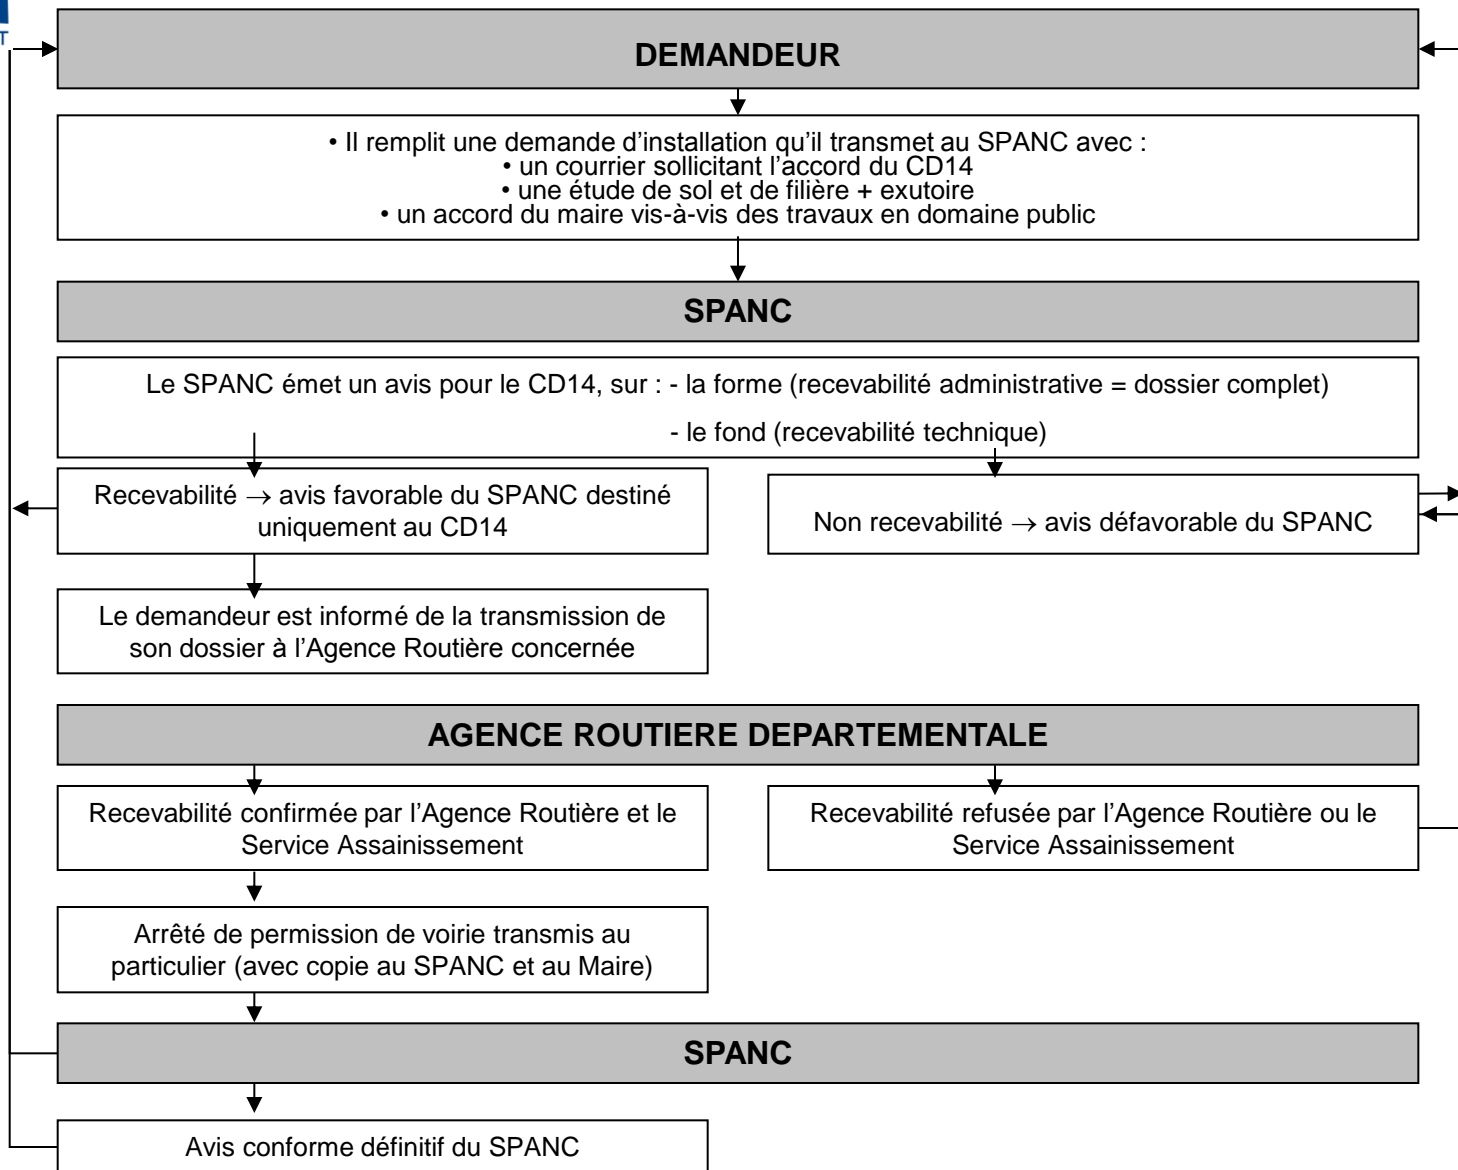 T
DEMANDEUR
• Il remplit une demande d’installation qu’il transmet au SPANC avec :
• un courrier sollicitant l’accord du CD14
• une étude de sol et de filière + exutoire
• un accord du maire vis-à-vis des travaux en domaine public
SPANC
Le SPANC émet un avis pour le CD14, sur : - la forme (recevabilité administrative = dossier complet)
- le fond (recevabilité technique)
Recevabilité → avis favorable du SPANC destiné
uniquement au CD14
Non recevabilité → avis défavorable du SPANC
Le demandeur est informé de la transmission de
son dossier à l’Agence Routière concernée
AGENCE ROUTIERE DEPARTEMENTALE
Recevabilité confirmée par l’Agence Routière et le
Service Assainissement
Recevabilité refusée par l’Agence Routière ou le
Service Assainissement
Arrêté de permission de voirie transmis au
particulier (avec copie au SPANC et au Maire)
SPANC
Avis conforme définitif du SPANC